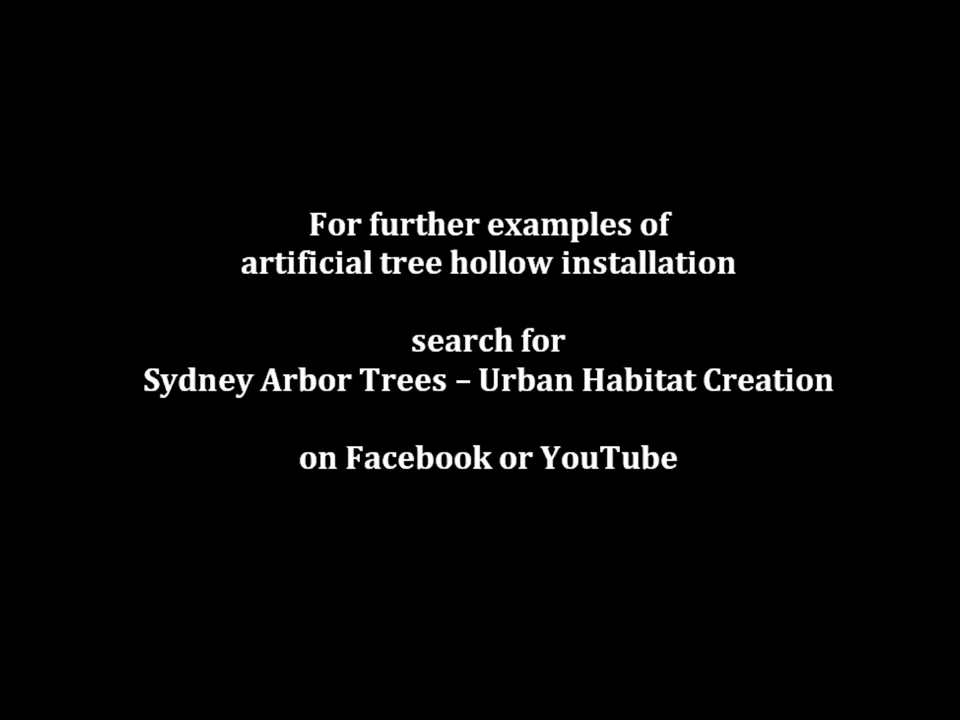 For further examples of
artificial tree hollow installation
search for
Sydney Arbor Trees – Urban Habitat Creation
on Facebook or YouTube